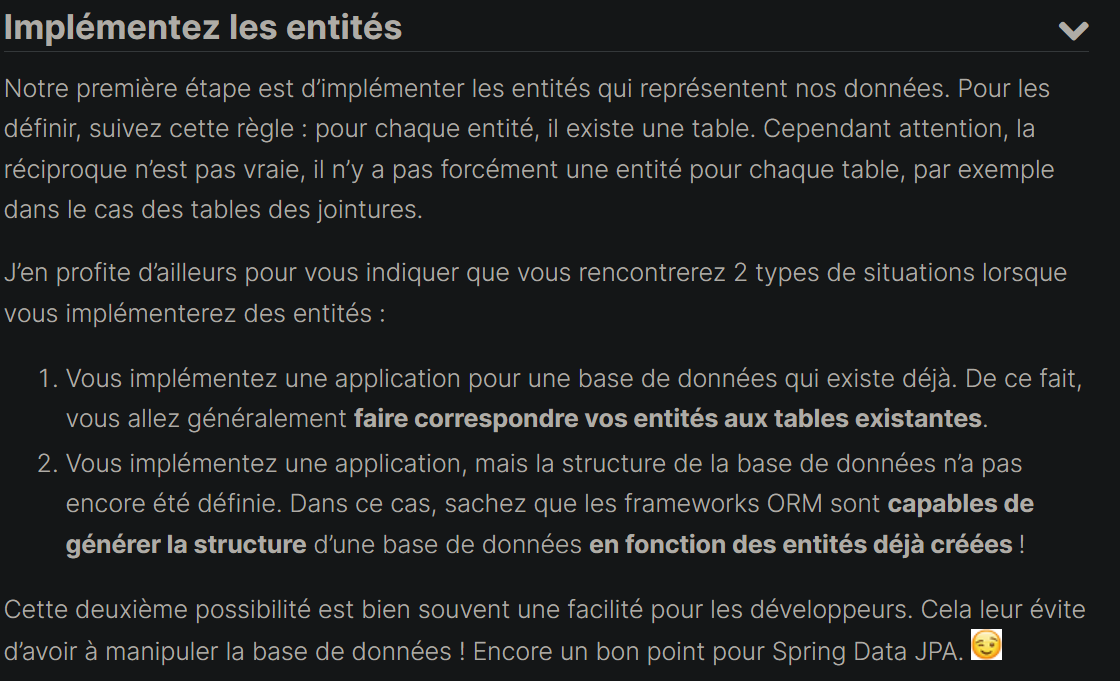 Implémentez les entités
Notre première étape est d’implémenter les entités qui représentent nos données. Pour les
définir, suivez cette règle : pour chaque entité, il existe une table. Cependant attention, la
réciproque n’est pas vraie, il n’y a pas forcément une entité pour chaque table, par exemple
dans le cas des tables des jointures.
J’en profite d’ailleurs pour vous indiquer que vous rencontrerez 2 types de situations lorsque
vous implémenterez des entités :
1. Vous implémentez une application pour une base de données qui existe déjà. De ce fait,
vous allez généralement faire correspondre vos entités aux tables existantes.
2. Vous implémentez une application, mais la structure de la base de données n’a pas
encore été définie. Dans ce cas, sachez que les frameworks ORM sont capables de
générer la structure d’une base de données en fonction des entités déjà créées !
Cette deuxième possibilité est bien souvent une facilité pour les développeurs. Cela leur évite
d’avoir à manipuler la base de données ! Encore un bon point pour Spring Data JPA. 😏